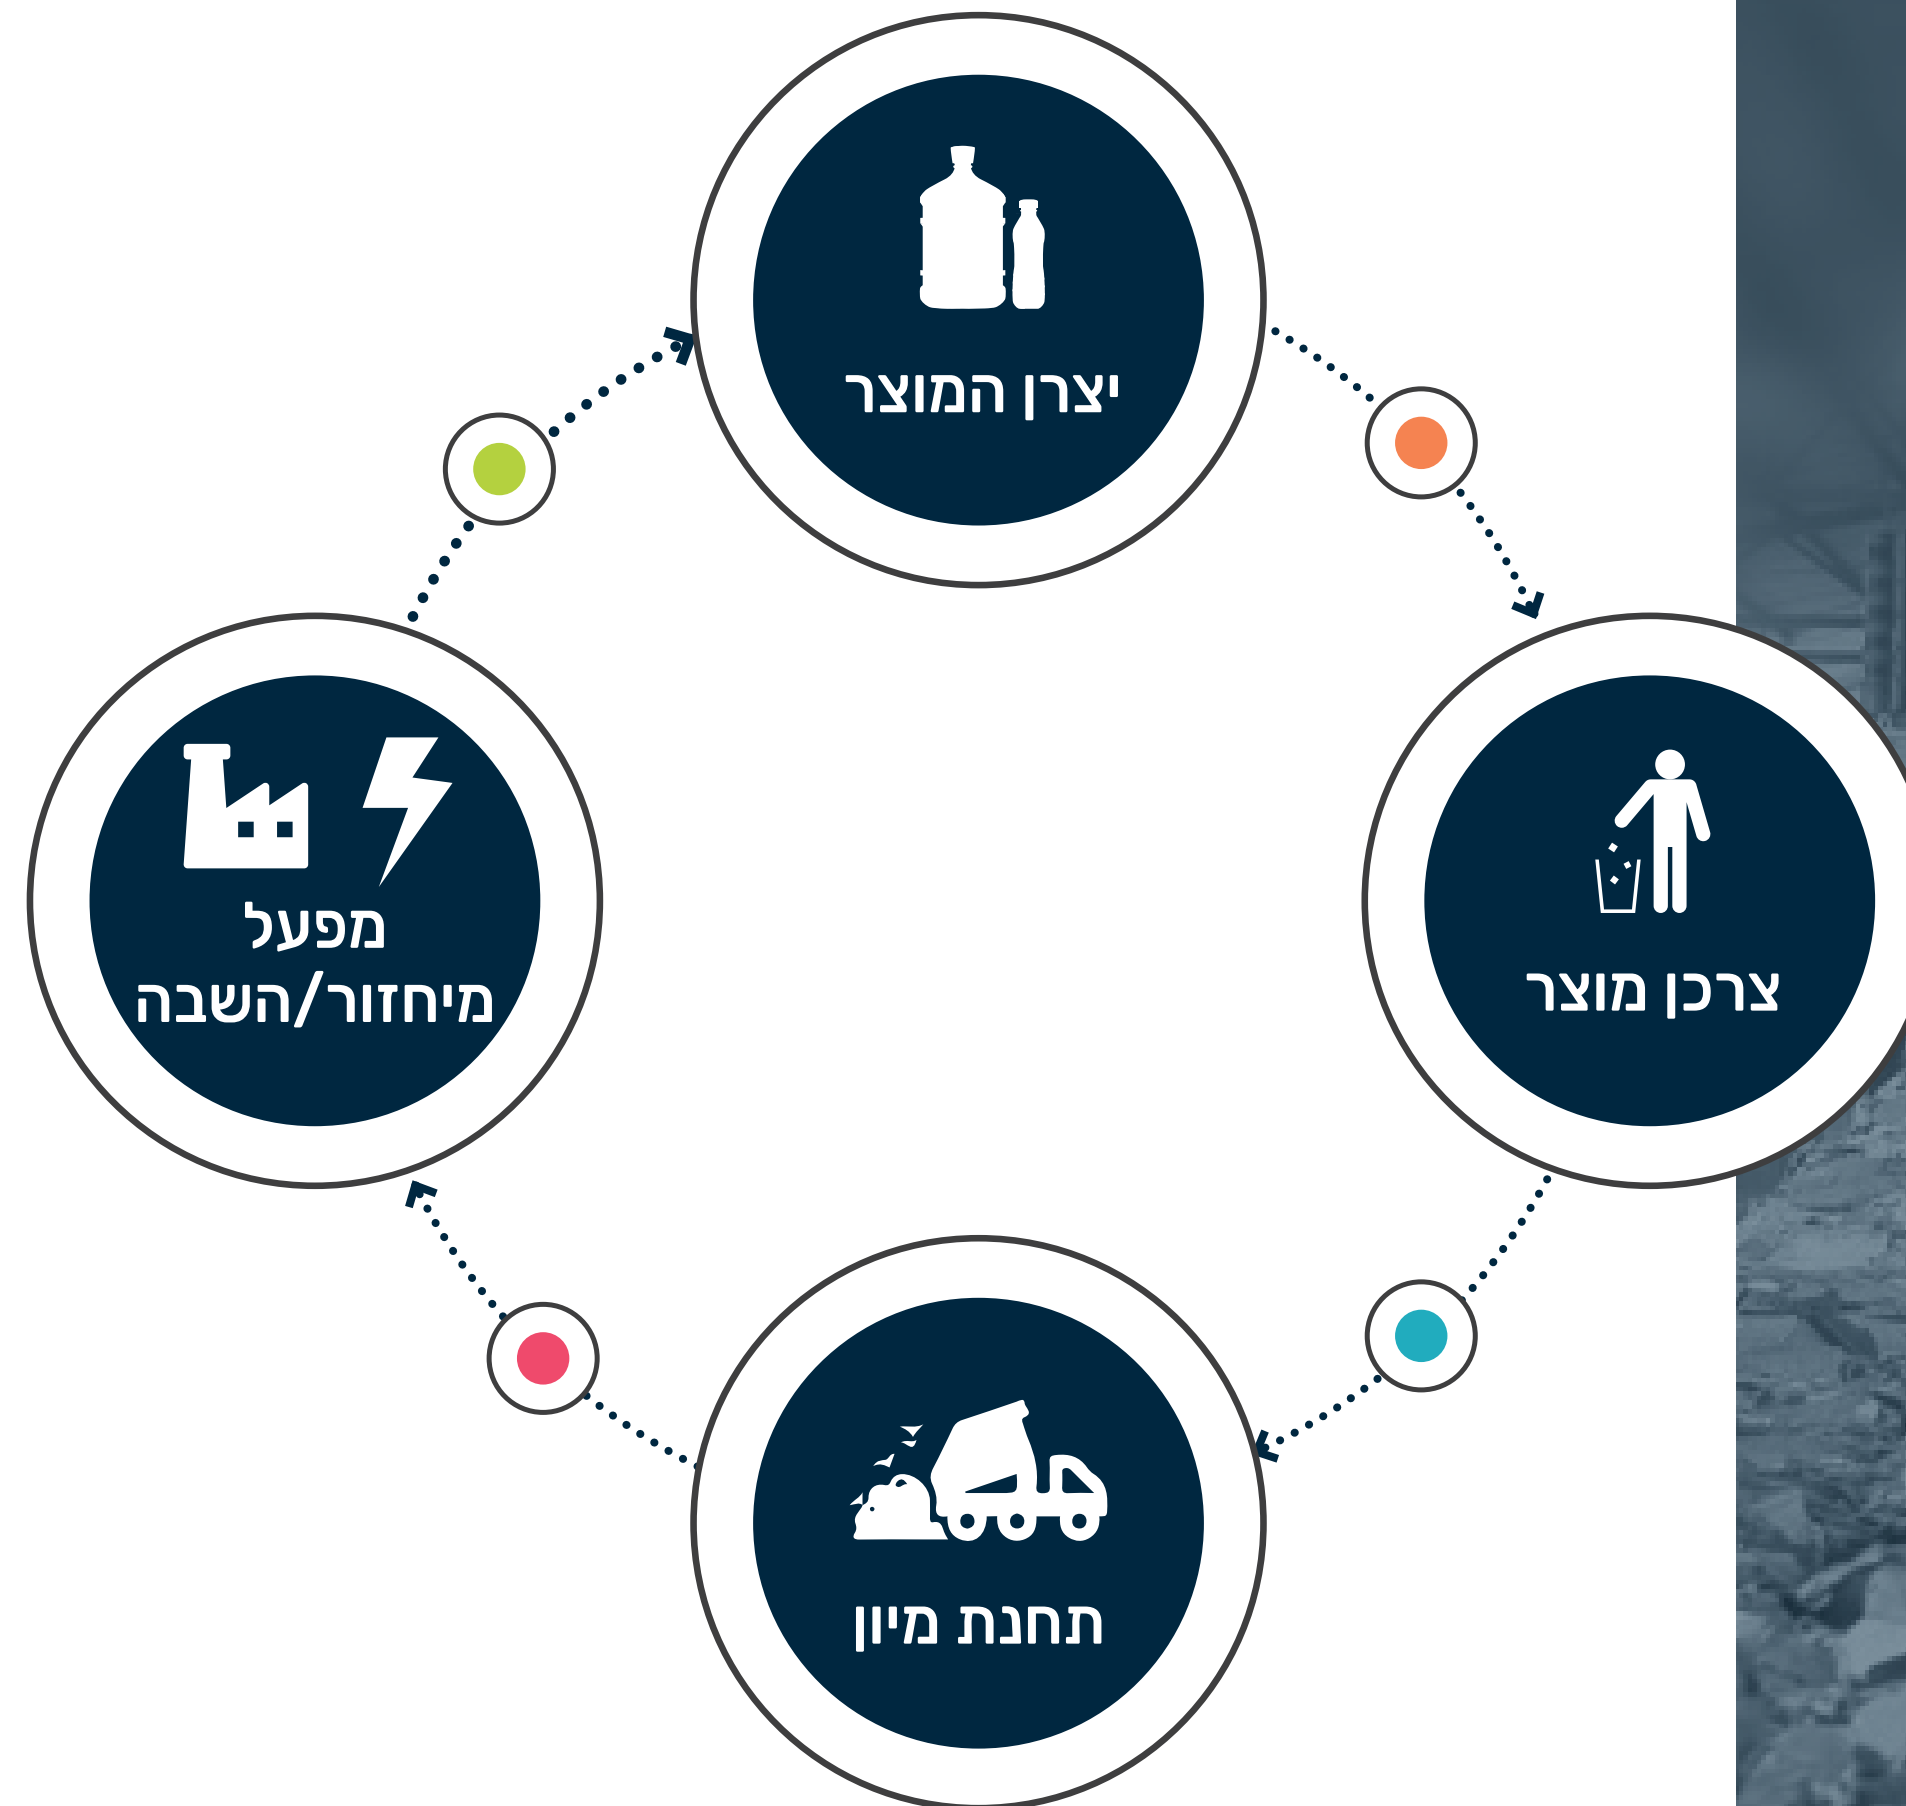 יצרן המוצר
צרכן מוצר
תחנת מיון
מפעל
מיחזור/השבה